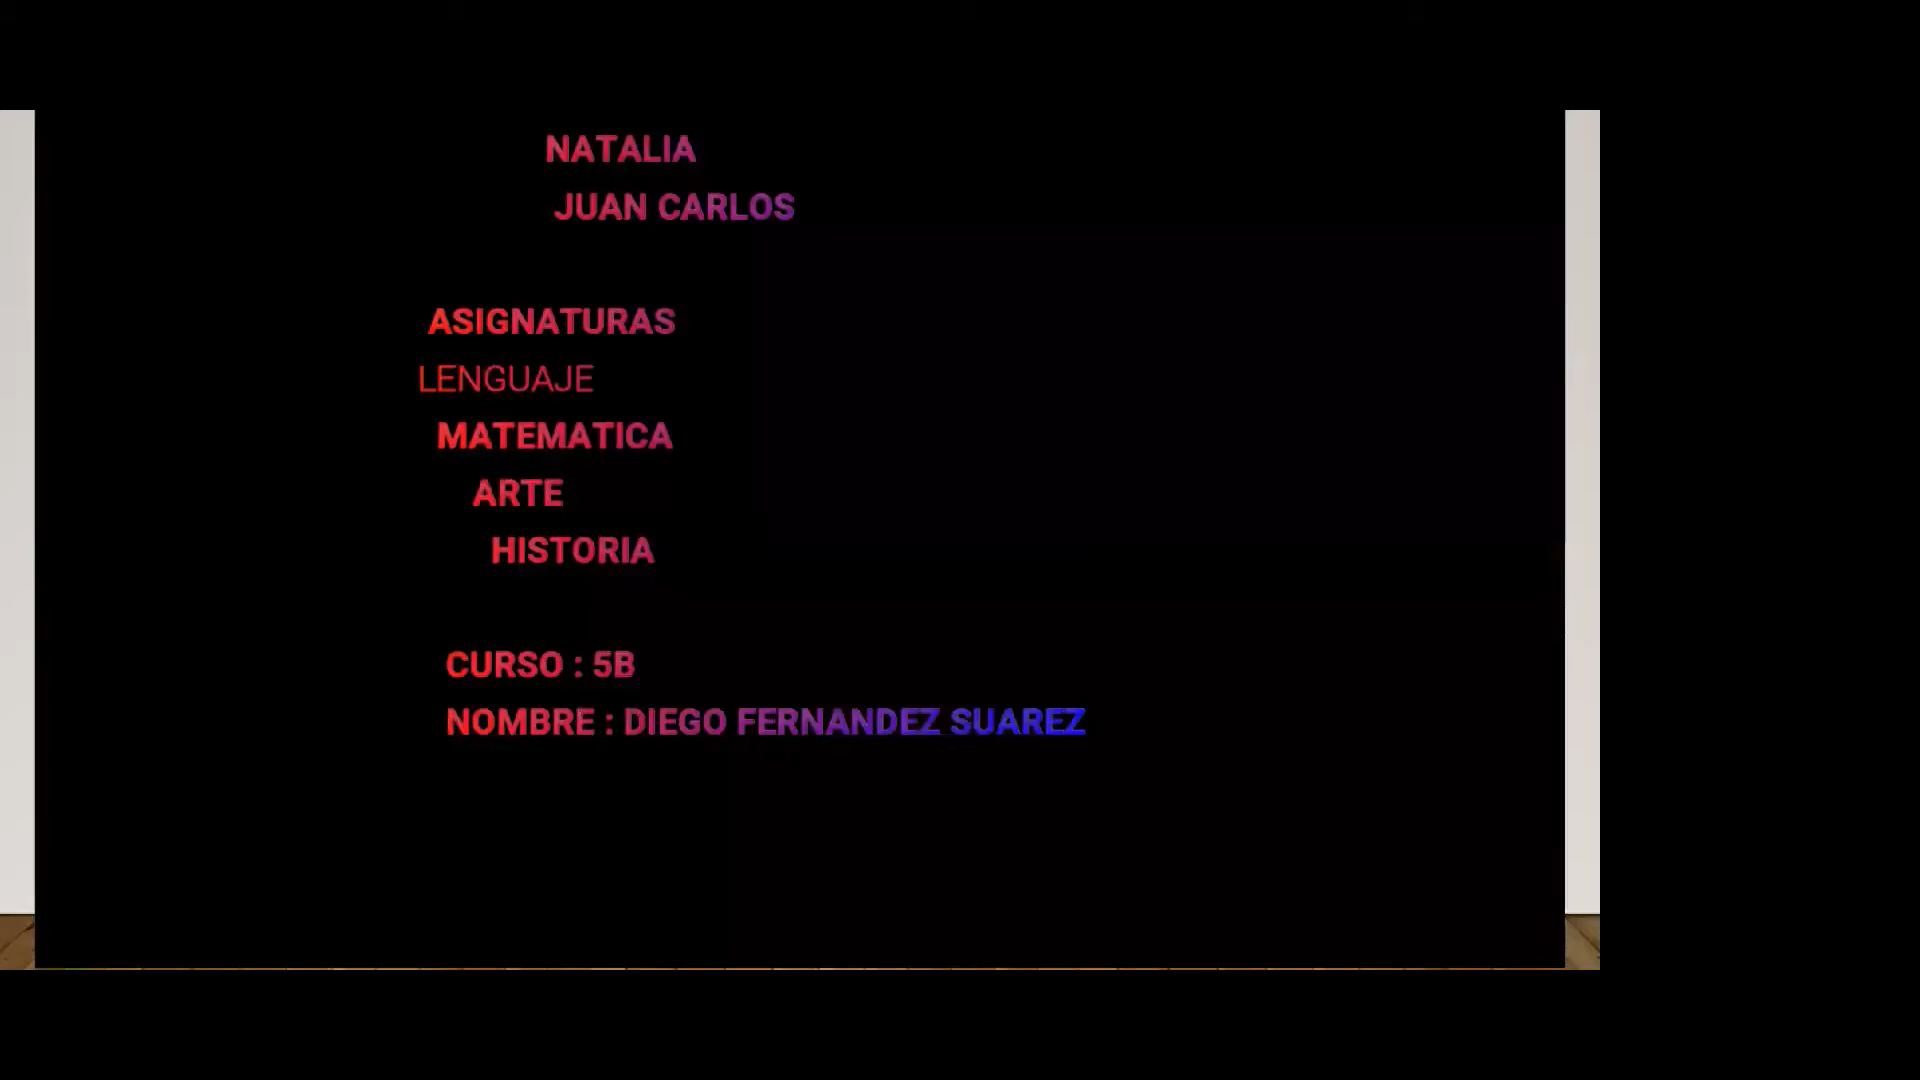 NATALIA
JUAN CARLOS
ASIGNATURAS
LENGUAJE
MATEMATICA
ARTE
HISTORIA
CURSO : 5B
NOMBRE : DIEGO FERNANDEZ SUAREZ